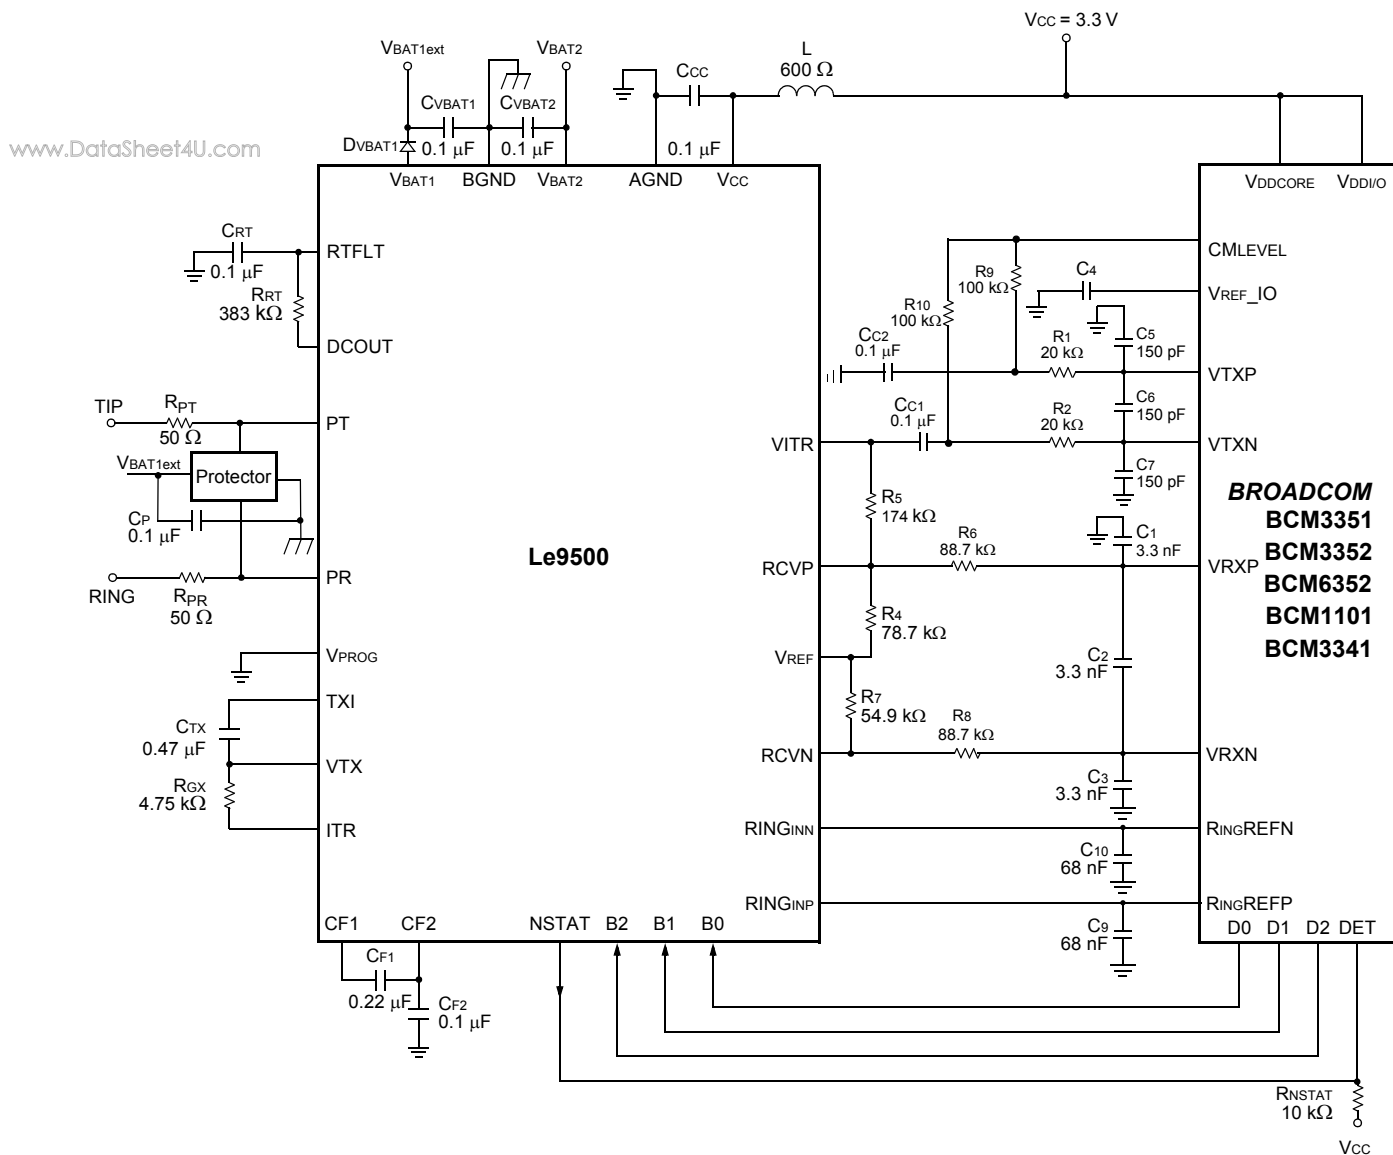 VCC = 3.3 V
L
600 Ω
VBAT1ext
VBAT2
CCC
CVBAT1
CVBAT2
www.DataSheet4U.com
DVBAT1
0.1 µF
0.1 µF
0.1 µF
VBAT1
BGND
VBAT2
AGND
VCC
VDDCORE
VDDI/O
CRT
0.1 µF
RTFLT
RRT
383 kΩ
DCOUT
TIP
RPT
50 Ω
PT
VBAT1ext
Protector
CP
0.1 µF
RING
RPR
50 Ω
PR
VPROG
TXI
CTX
0.47 µF
VTX
RGX
4.75 kΩ
ITR
Le9500
CF1
CF2
NSTAT
B2
B1
B0
CF1
0.22 µF
CF2
0.1 µF
VITR
RCVP
VREF
RCVN
RINGINN
RINGINP
R9
100 kΩ
R10
100 kΩ
C4
CC2
0.1 µF
R1
20 kΩ
C5
150 pF
CC1
0.1 µF
R2
20 kΩ
C6
150 pF
C7
150 pF
R5
174 kΩ
R6
88.7 kΩ
C1
3.3 nF
R4
78.7 kΩ
C2
3.3 nF
R7
54.9 kΩ
R8
88.7 kΩ
C3
3.3 nF
C10
68 nF
C9
68 nF
CMLEVEL
VREF_IO
VTXP
VTXN
BROADCOM
BCM3351
BCM3352
BCM6352
BCM1101
BCM3341
VRXP
VRXN
RINGREFN
RINGREFP
D0
D1
D2
DET
RNSTAT
10 kΩ
VCC